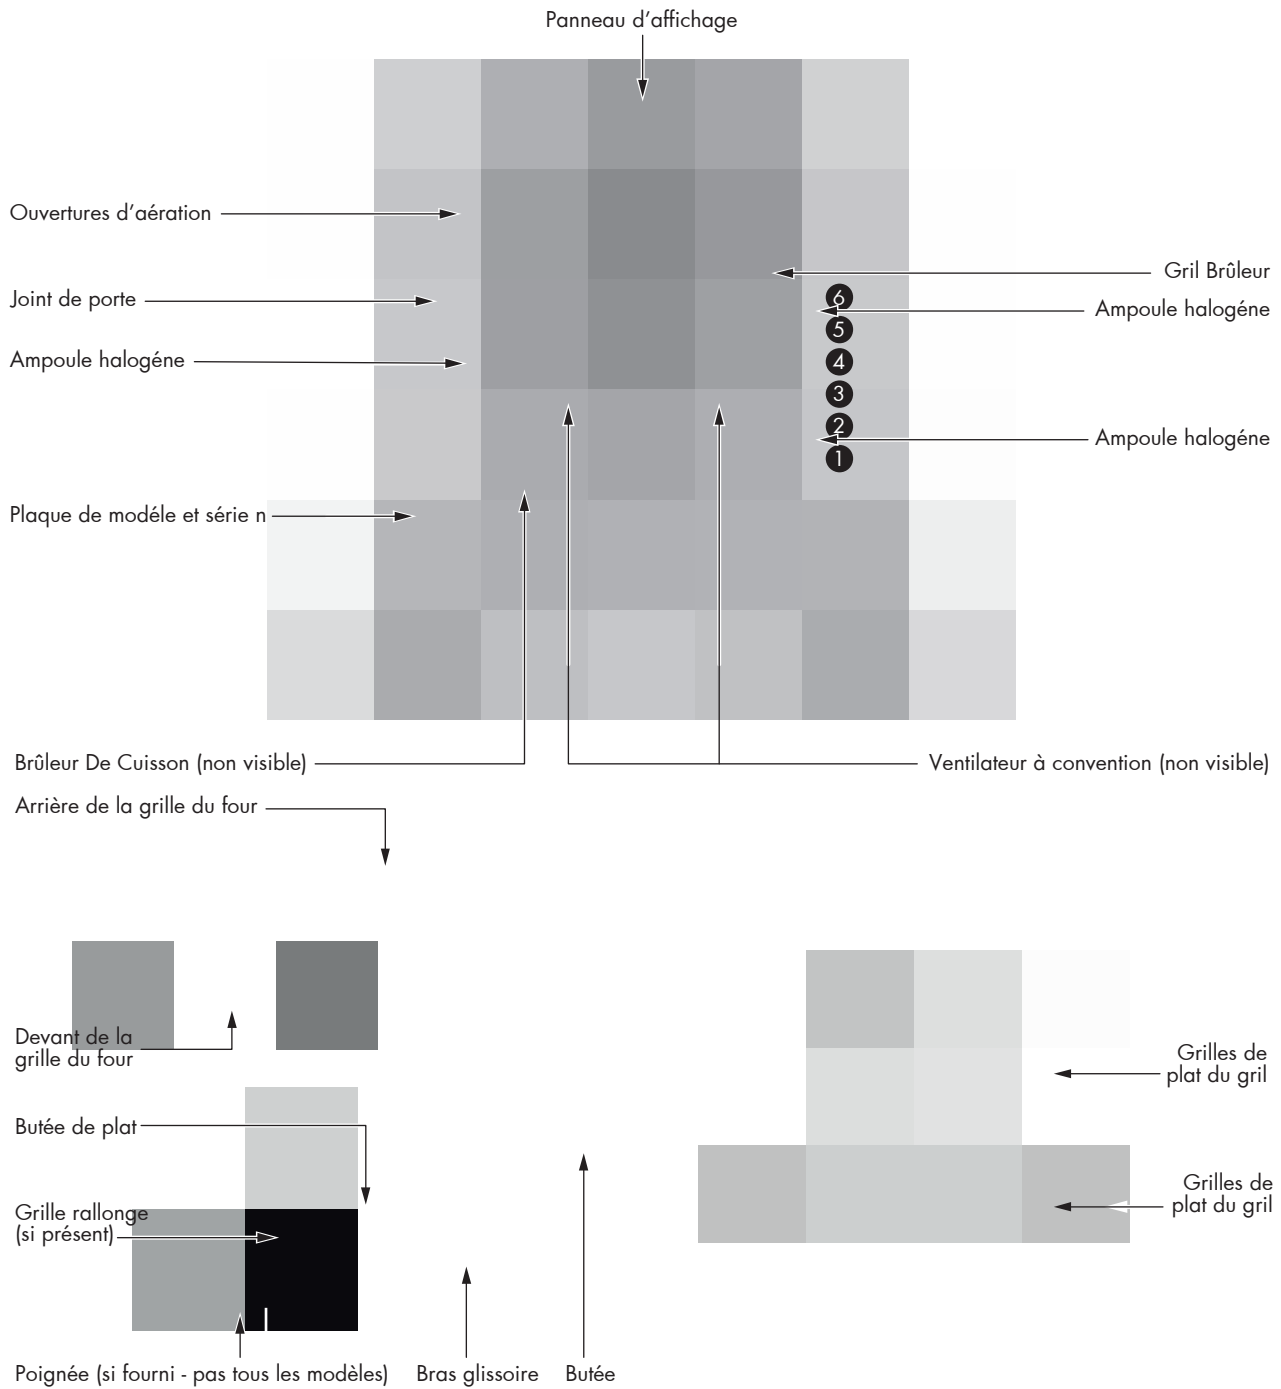 Panneau d'affichage
Ouvertures d'aération
Gril Brûleur
Joint de porte
6
Ampoule halogéne
5
Ampoule halogéne
4
3
2
Ampoule halogéne
1
Plaque de modéle et série n
Brûleur De Cuisson (non visible)
Ventilateur à convention (non visible)
Arrière de la grille du four
Devant de la
grille du four
Grilles de
plat du gril
Butée de plat
Grilles de
plat du gril
Grille rallonge
(si présent)
Poignée (si fourni - pas tous les modèles)
Bras glissoire
Butée